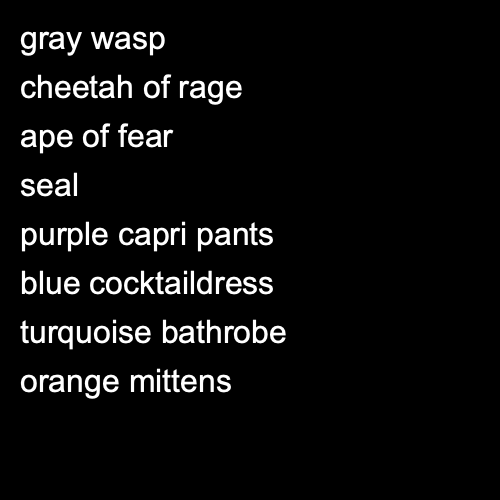 gray wasp
cheetah of rage
ape of fear
seal
purple capri pants
blue cocktaildress
turquoise bathrobe
orange mittens